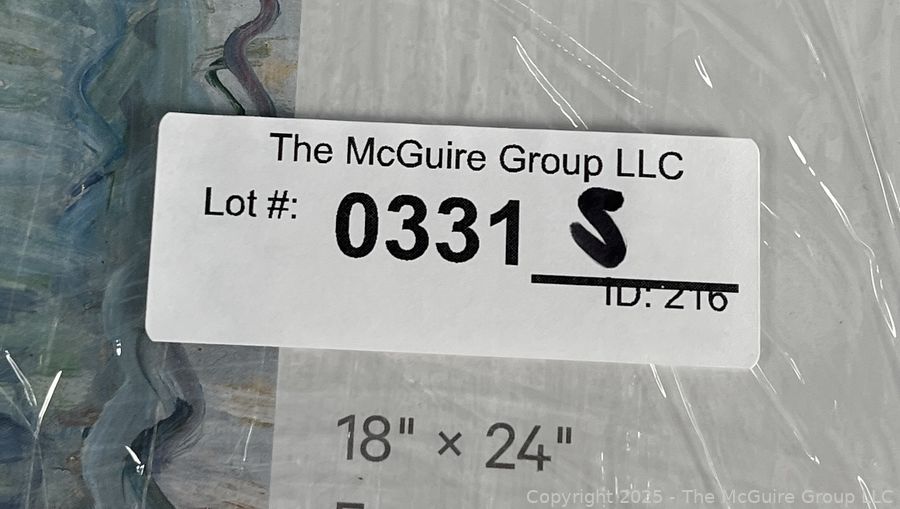 The McGuire Group LLC
Lot #: 0331 S
ID: 216
18" × 24"
Copyright 2025 - The McGuire Group LLC